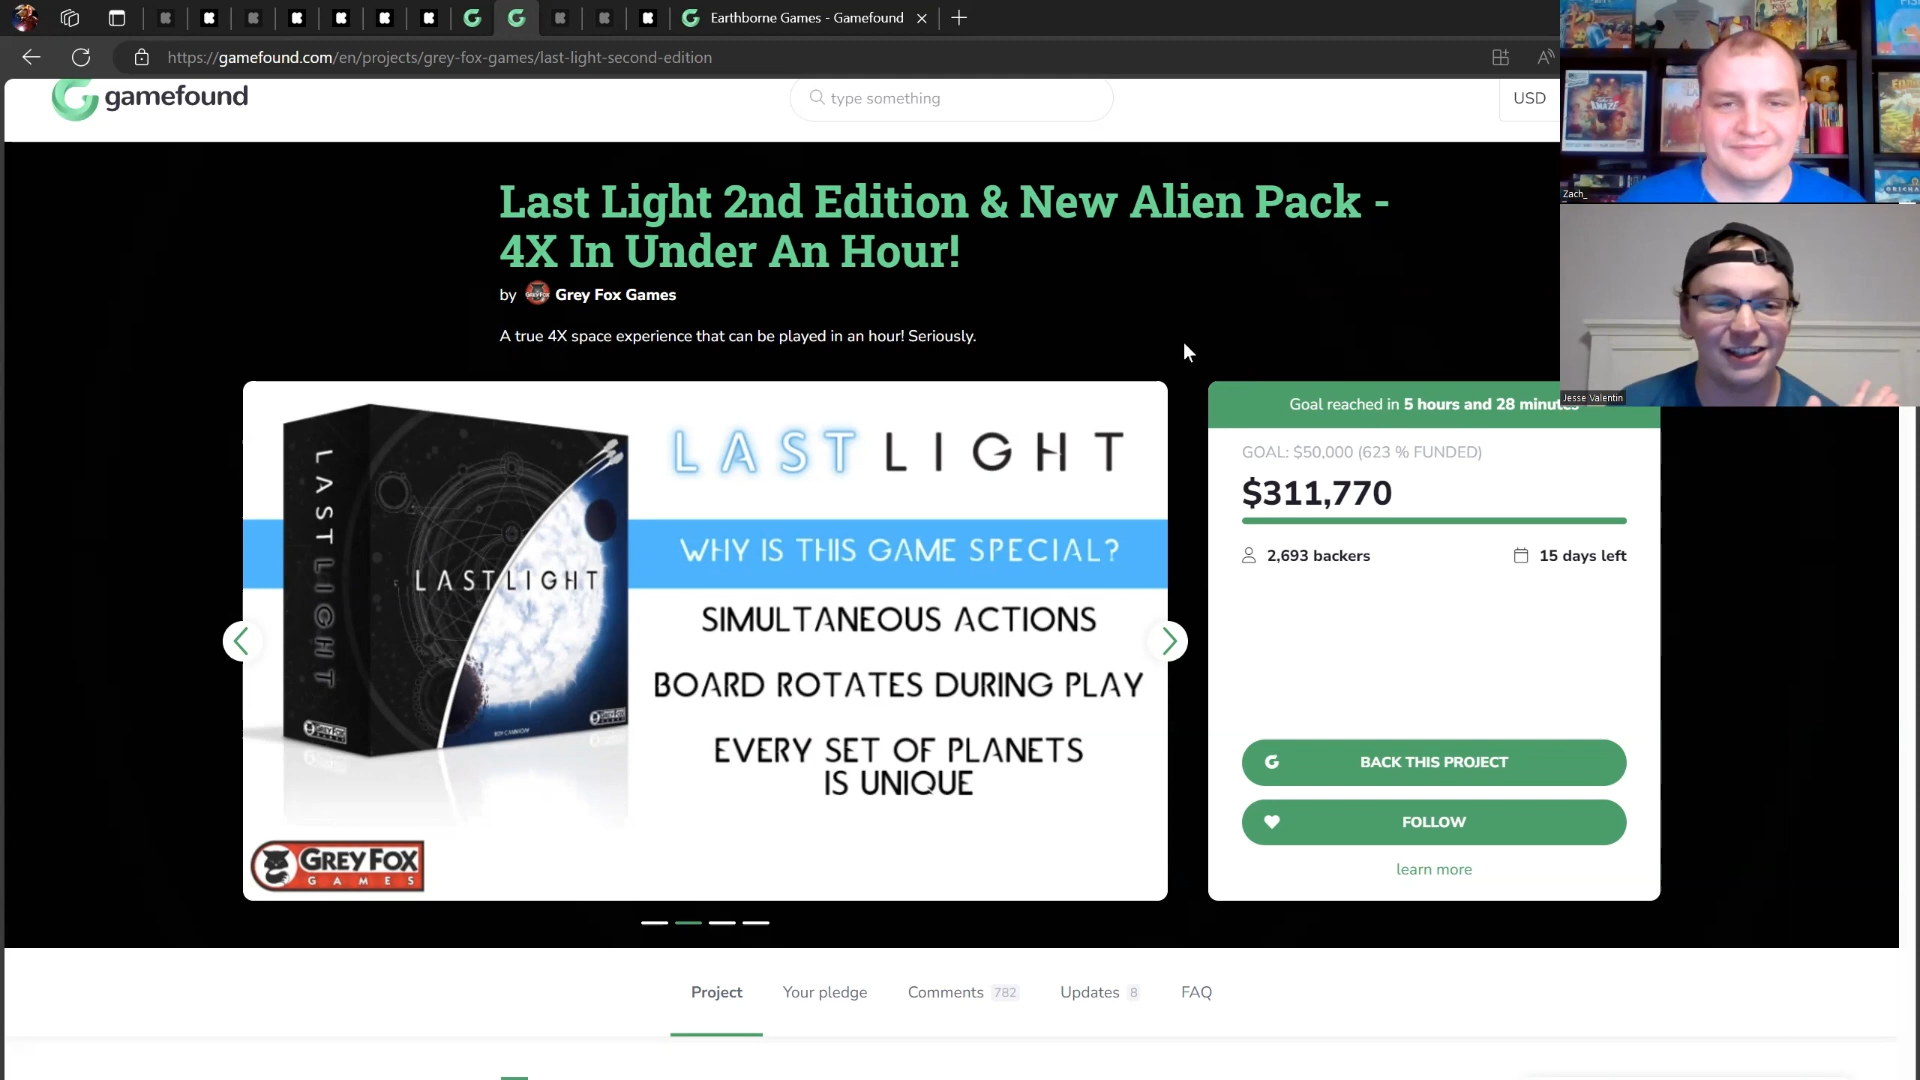 Earthborne Games - Gamefound
https://gamefound.com/en/projects/grey-fox-games/last-light-second-edition
gamefound
type something
USD
Zach_
Jesse Valentin
Last Light 2nd Edition & New Alien Pack -
4X In Under An Hour!
by Grey Fox Games
A true 4X space experience that can be played in an hour! Seriously.
LAST LIGHT
LAST LIGHT
LAST LIGHT
WHY IS THIS GAME SPECIAL?
SIMULTANEOUS ACTIONS
BOARD ROTATES DURING PLAY
EVERY SET OF PLANETS
IS UNIQUE
GREY FOX
GAMES
Goal reached in 5 hours and 28 minutes
GOAL: $50,000 (623 % FUNDED)
$311,770
2,693 backers
15 days left
BACK THIS PROJECT
FOLLOW
learn more
Project
Your pledge
Comments 782
Updates 8
FAQ